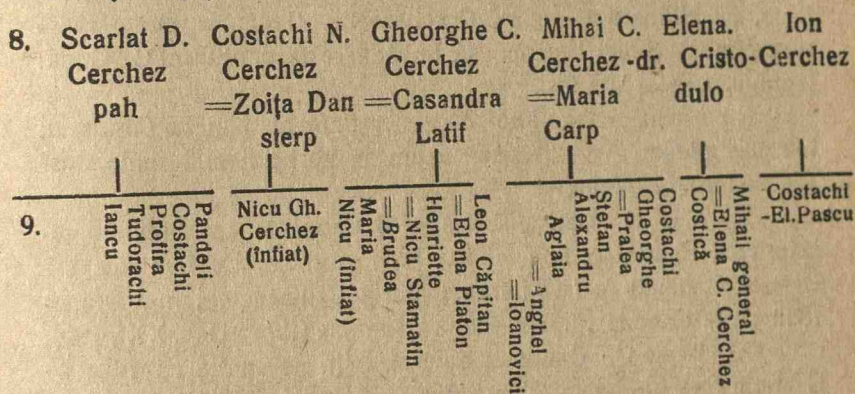 8. Scarlat D. Costachi N. Gheorghe C. Mihai C. Elena. Ion
Cerchez Cerchez Cerchez Cerchez -dr. Cristo- Cerchez
pah =Zoița Dan =Casandra =Maria dulo
sterp Latif Carp
9.
Iancu
Tudorachi
Profira
Costachi
Pandeli
Nicu Gh.
Cerchez
(înfiat)
Nicu (înfiat)
Maria
=Brudea
=Nicu Stamatin
Henriette
=Elena Platon
Leon Căpitan
=Ioanovici
=Anghel
Aglaia
Alexandru
Ștefan
=Pralea
Gheorghe
Costachi
Costică
=Elena C. Cerchez
Mihail general
Costachi
-El.Pascu